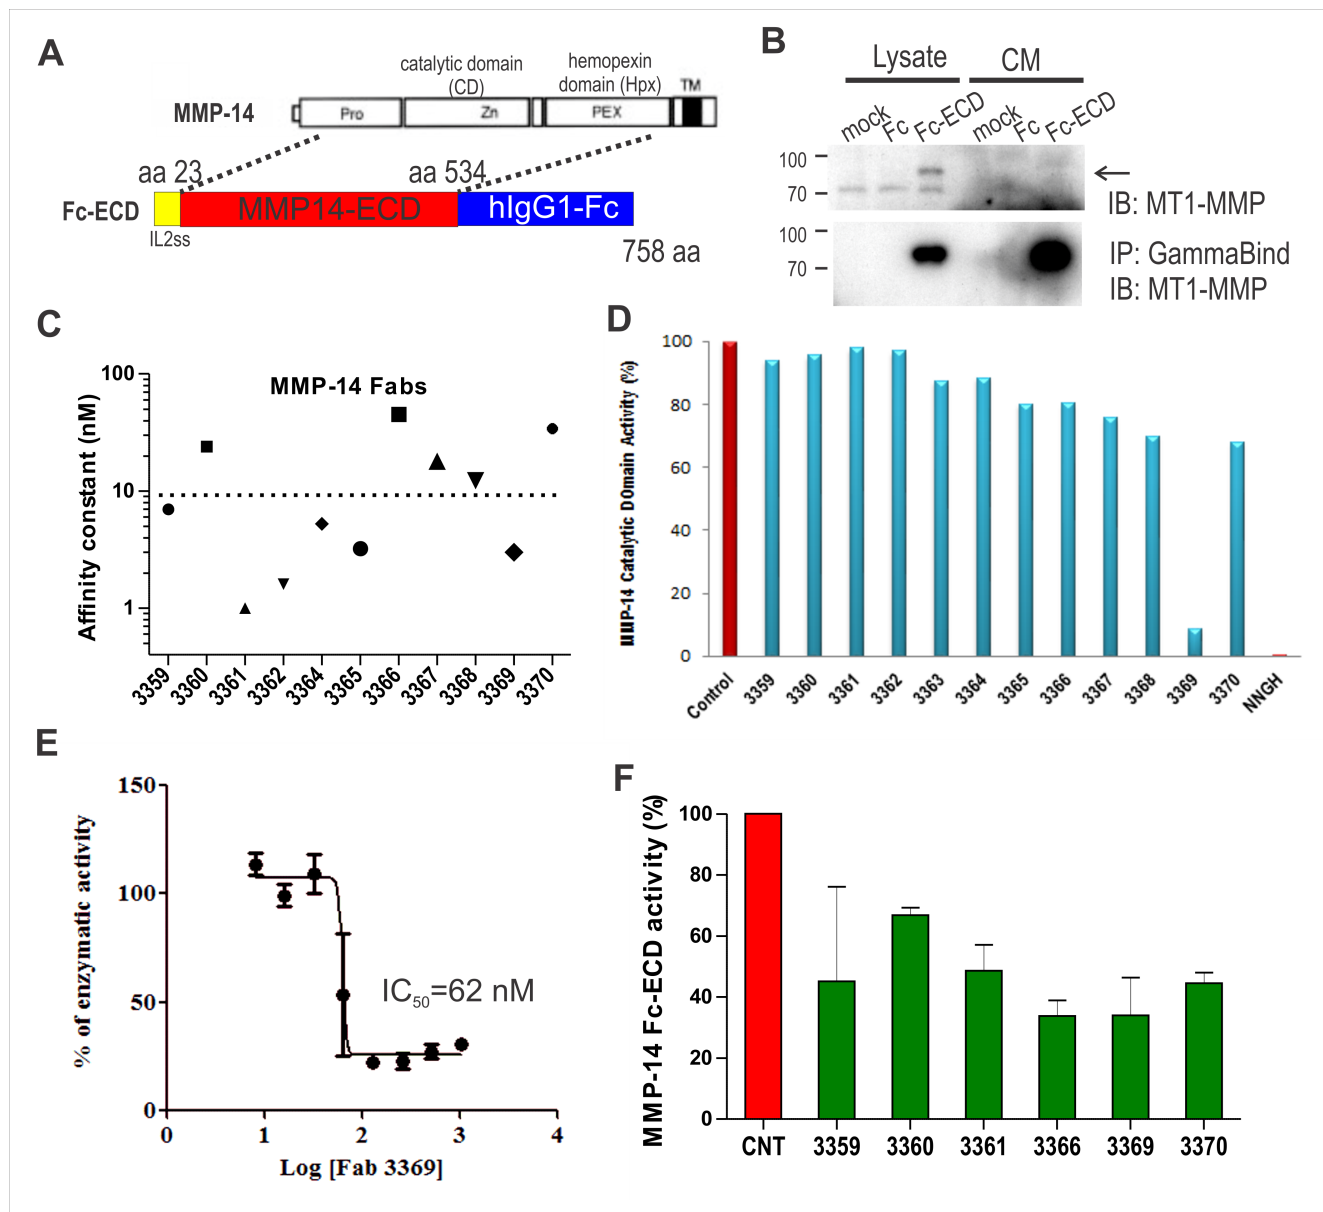 A
catalytic domain
(CD)
hemopexin
domain (Hpx)
TM
MMP-14
Pro
Zn
PEX
aa 23
aa 534
Fc-ECD
MMP14-ECD
hIgG1-Fc
IL2ss
758 aa
B
Lysate
CM
mock
Fc
Fc-ECD
mock
Fc
Fc-ECD
100
70
IB: MT1-MMP
100
70
IP: GammaBind
IB: MT1-MMP
C
MMP-14 Fabs
Affinity constant (nM)
100
10
1
3359
3360
3361
3362
3364
3365
3366
3367
3368
3369
3370
D
MMP-14 Catalytic D0main Activity (%)
100
80
60
40
20
0
Control
3359
3360
3361
3362
3363
3364
3365
3366
3367
3368
3369
3370
NNGH
E
% of enzymatic activity
150
100
50
0
IC50=62 nM
0
1
2
3
4
Log [Fab 3369]
F
MMP-14 Fc-ECD activity (%)
100
80
60
40
20
0
CNT
3359
3360
3361
3366
3369
3370